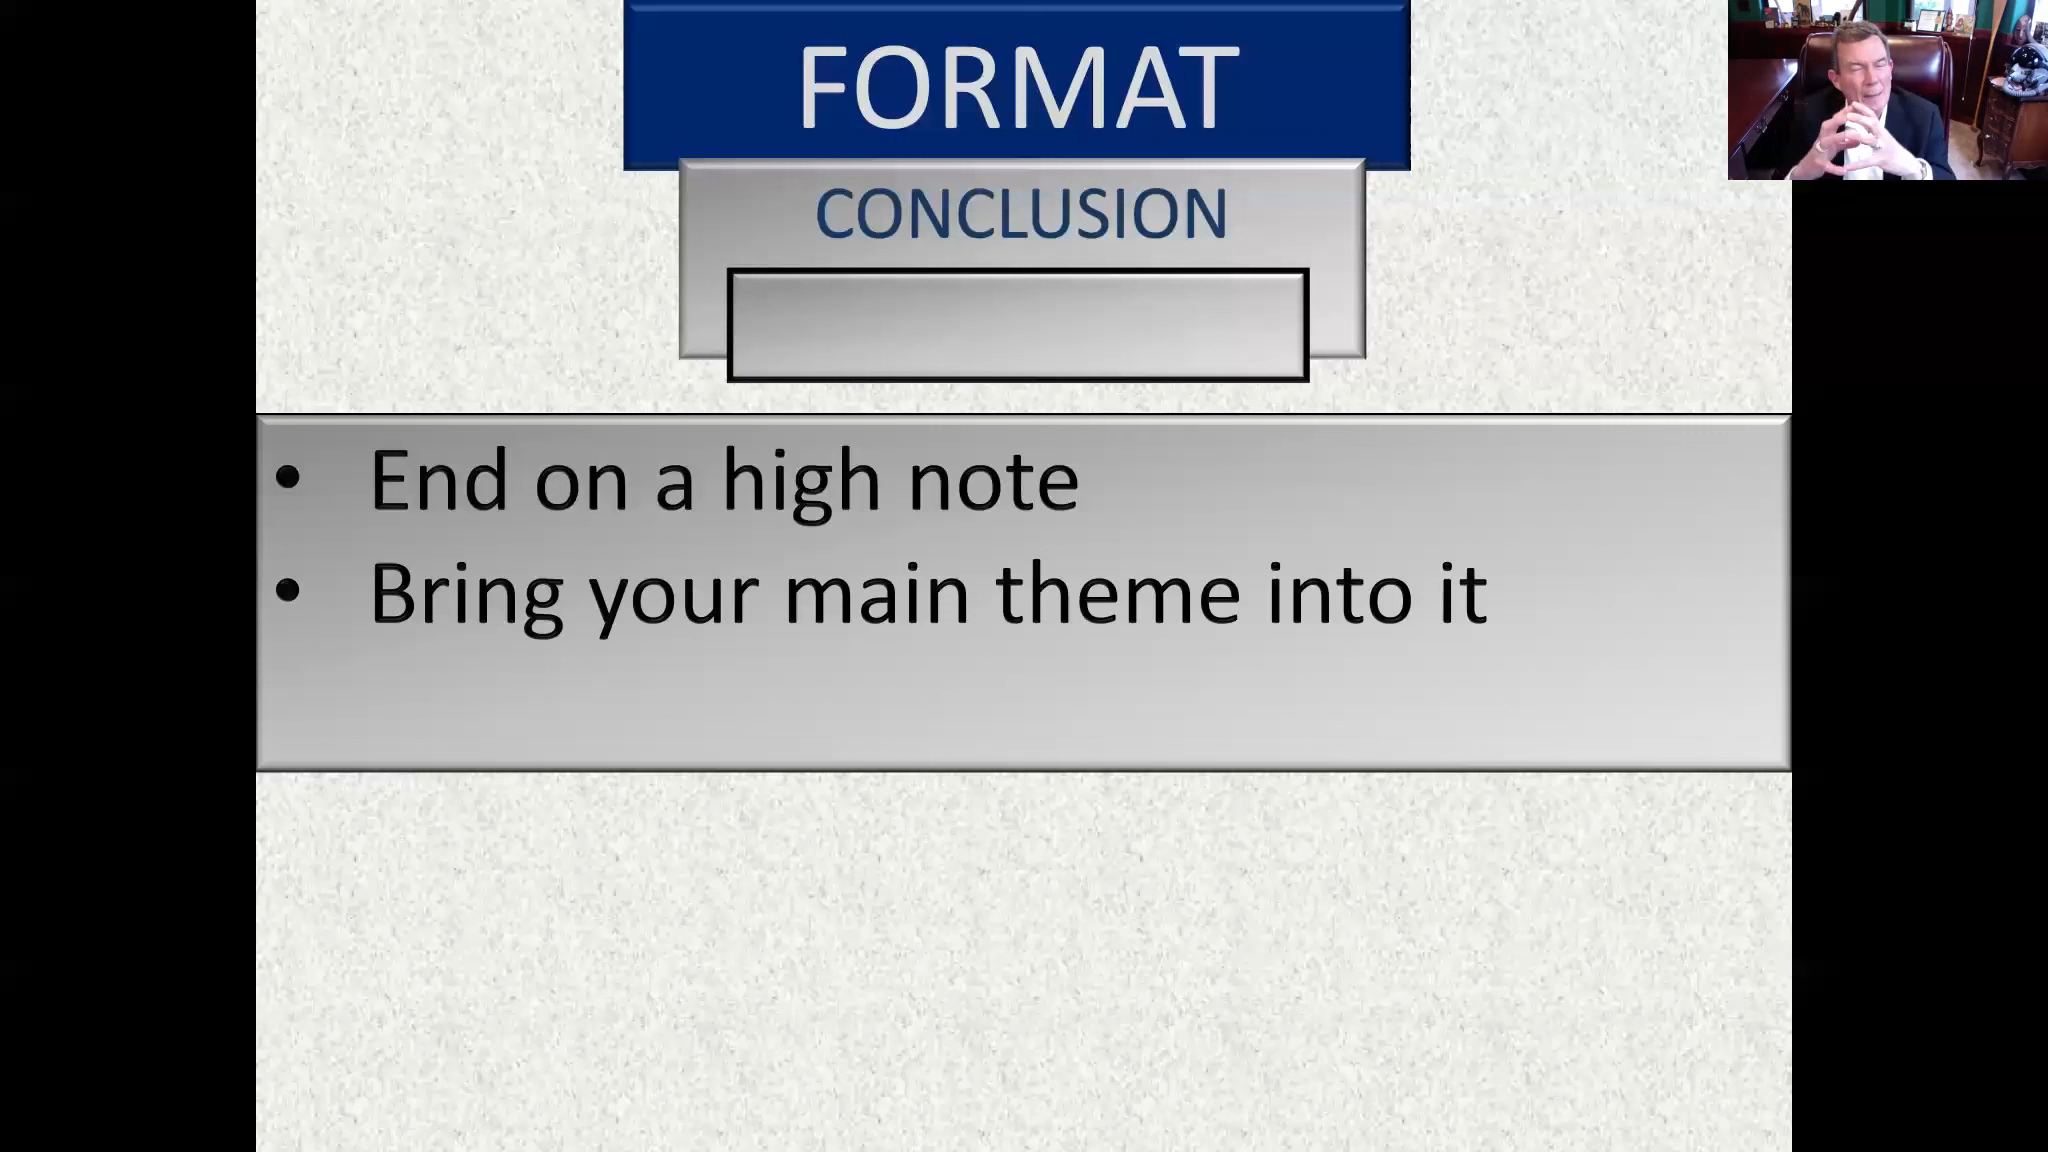 FORMAT
CONCLUSION
• End on a high note
• Bring your main theme into it